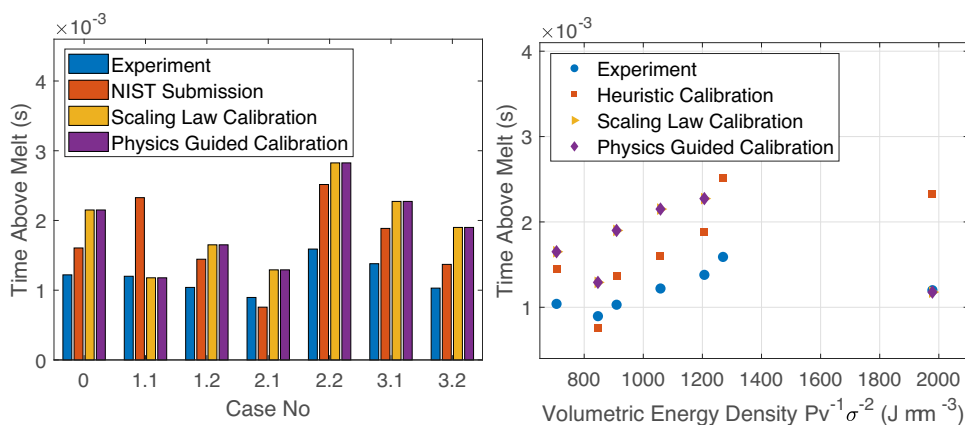 ×10⁻³
4
3
2
1
0
Time Above Melt (s)
Experiment
NIST Submission
Scaling Law Calibration
Physics Guided Calibration
0 1.1 1.2 2.1 2.2 3.1 3.2
Case No
×10⁻³
4
3
2
1
Time Above Melt (s)
Experiment
Heuristic Calibration
Scaling Law Calibration
Physics Guided Calibration
800 1000 1200 1400 1600 1800 2000
Volumetric Energy Density Pv⁻¹σ⁻² (J mm⁻³)